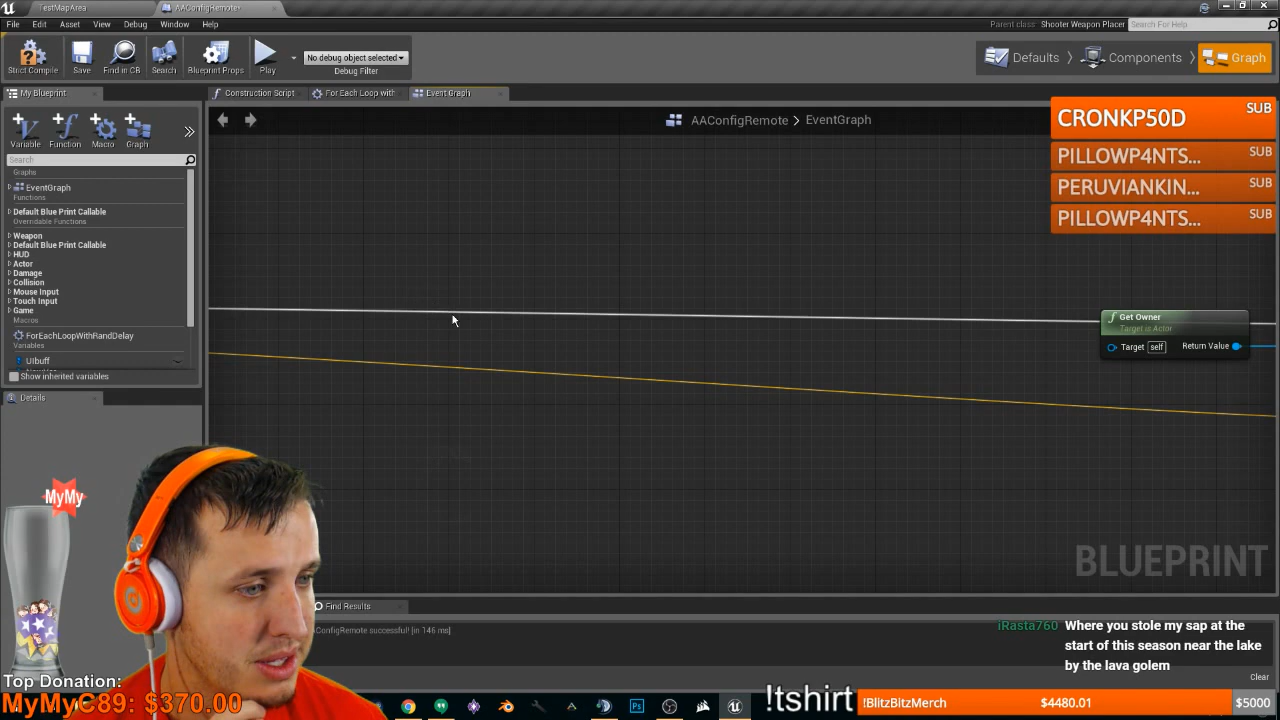 TestMapArea
AAConfigRemote*
File Edit Asset View Debug Window Help
Parent class: Shooter Weapon Placer
Search For Help
Strict Compile
Save
Find in CB
Search
Blueprint Props
Play
No debug object selected
Debug Filter
Defaults
Components
Graph
My Blueprint
Construction Script
For Each Loop with
Event Graph
Variable
Function
Macro
Graph
AAConfigRemote > EventGraph
Search
Graphs
EventGraph
Functions
Default Blue Print Callable
Overridable Functions
Weapon
Default Blue Print Callable
HUD
Actor
Damage
Collision
Mouse Input
Touch Input
Game
Macros
ForEachLoopWithRandDelay
Variables
UIbuff
Show inherited variables
Details
CRONKP50D SUB
PILLOWP4NTS... SUB
PERUVIANKIN... SUB
PILLOWP4NTS... SUB
Get Owner
Target is Actor
Target self
Return Value
BLUEPRINT
MyMy
Find Results
ConfigRemote successful! [in 146 ms]
iRasta760 Where you stole my sap at the
start of this season near the lake
by the lava golem
Clear
Top Donation:
MyMyC89: $370.00
!tshirt
!BlitzBitzMerch
$4480.01
$5000